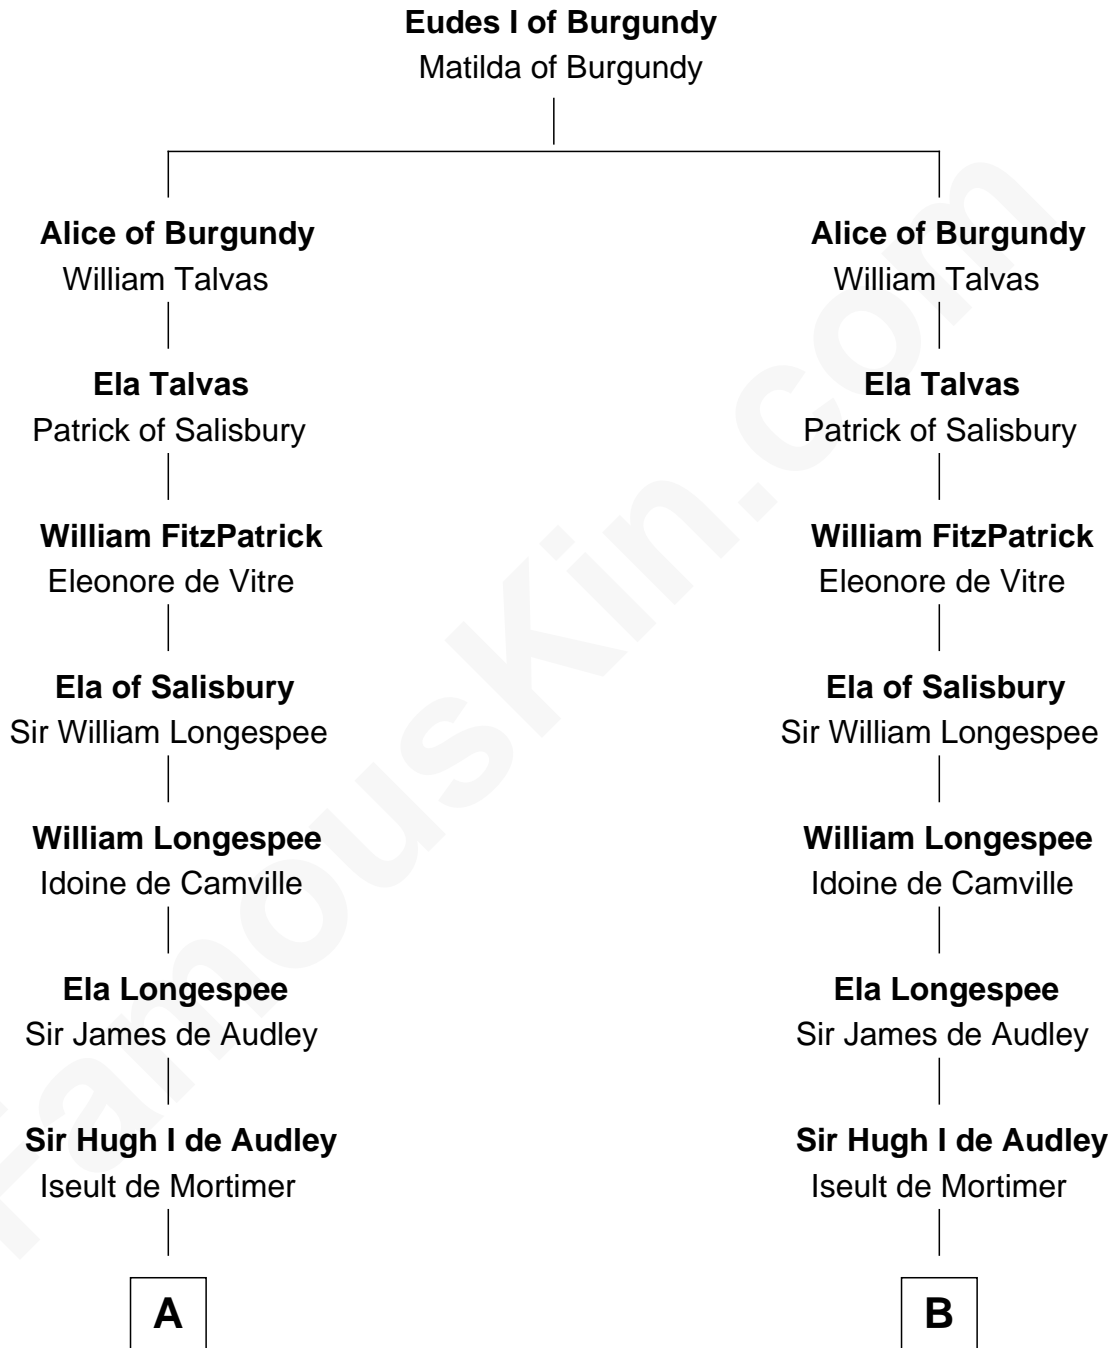 Eudes I of Burgundy
Matilda of Burgundy
Alice of Burgundy
William Talvas
Ela Talvas
Patrick of Salisbury
William FitzPatrick
Eleonore de Vitre
Ela of Salisbury
Sir William Longespee
William Longespee
Idoine de Camville
Ela Longespee
Sir James de Audley
Sir Hugh I de Audley
Iseult de Mortimer
A
Alice of Burgundy
William Talvas
Ela Talvas
Patrick of Salisbury
William FitzPatrick
Eleonore de Vitre
Ela of Salisbury
Sir William Longespee
William Longespee
Idoine de Camville
Ela Longespee
Sir James de Audley
Sir Hugh I de Audley
Iseult de Mortimer
B
FamousKin.com